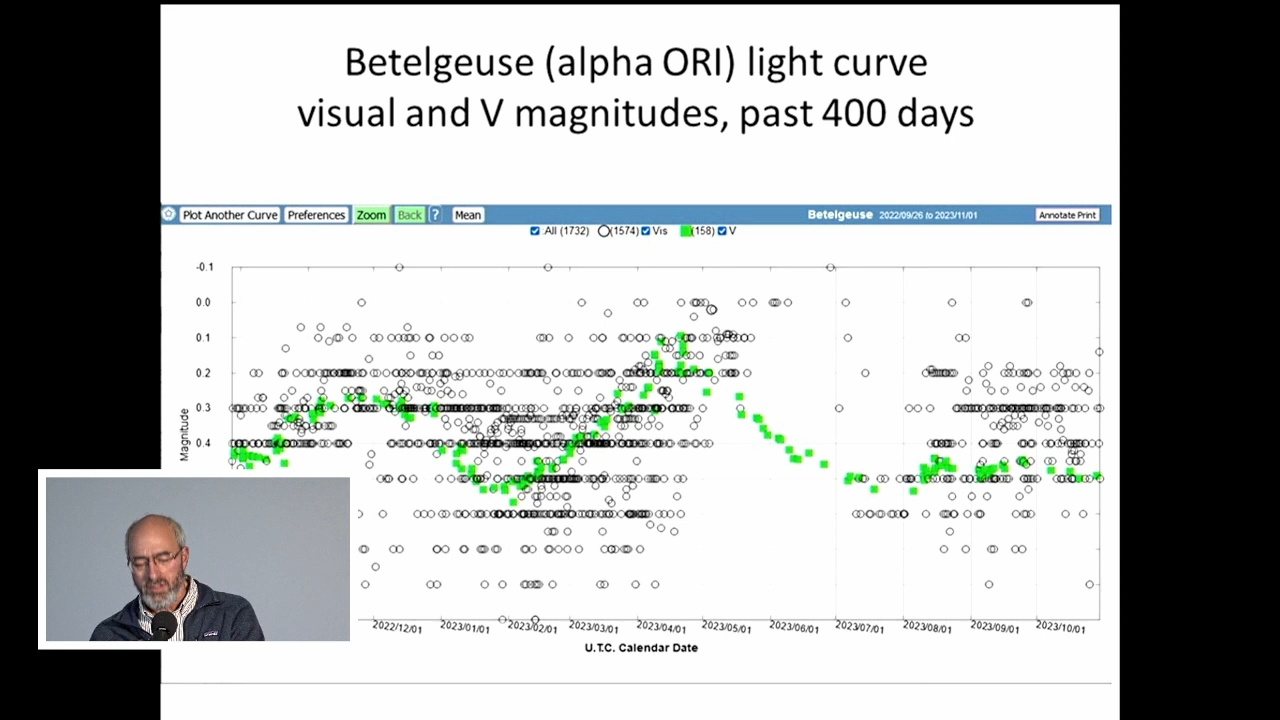 Betelgeuse (alpha ORI) light curve
visual and V magnitudes, past 400 days
Plot Another Curve Preferences Zoom Back ? Mean Betelgeuse 2022/09/26 to 2023/11/01 Annotate Print
All (1732) (1574) Vis (158) V
-0.1
0.0
0.1
0.2
0.3
0.4
Magnitude
2022/12/01 2023/01/01 2023/02/01 2023/03/01 2023/04/01 2023/05/01 2023/06/01 2023/07/01 2023/08/01 2023/09/01 2023/10/01
U.T.C. Calendar Date